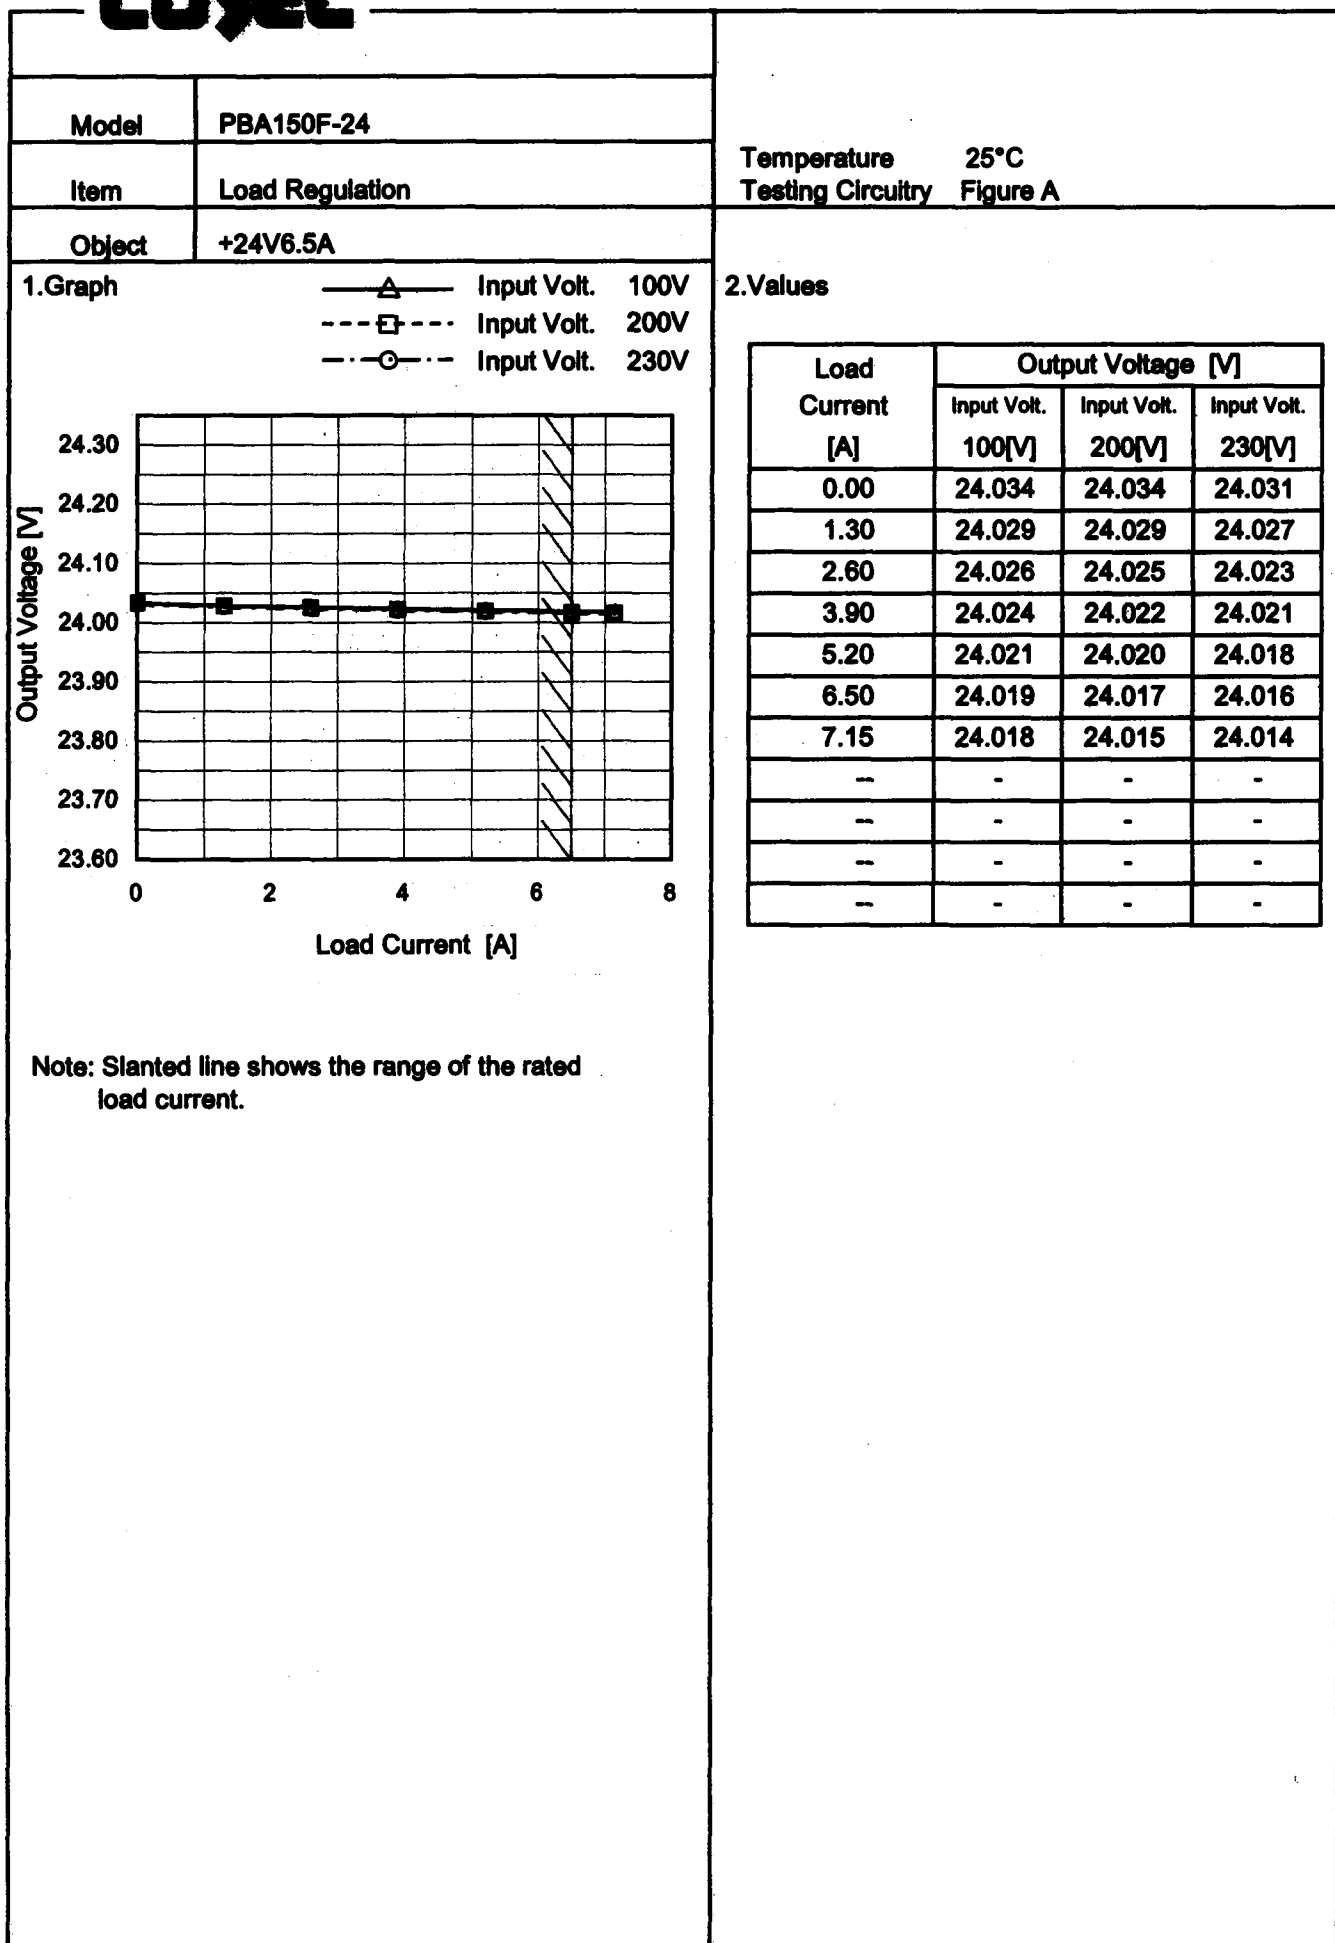 Model PBA150F-24
Item Load Regulation
Object +24V6.5A
Temperature 25°C
Testing Circuitry Figure A
1.Graph
Input Volt. 100V
Input Volt. 200V
Input Volt. 230V
24.30
24.20
24.10
24.00
23.90
23.80
23.70
23.60
Output Voltage [V]
0 2 4 6 8
Load Current [A]
Note: Slanted line shows the range of the rated
load current.
2.Values
Load Output Voltage [V]
Current Input Volt. Input Volt. Input Volt.
[A] 100[V] 200[V] 230[V]
0.00 24.034 24.034 24.031
1.30 24.029 24.029 24.027
2.60 24.026 24.025 24.023
3.90 24.024 24.022 24.021
5.20 24.021 24.020 24.018
6.50 24.019 24.017 24.016
7.15 24.018 24.015 24.014
-- - - -
-- - - -
-- - - -
-- - - -